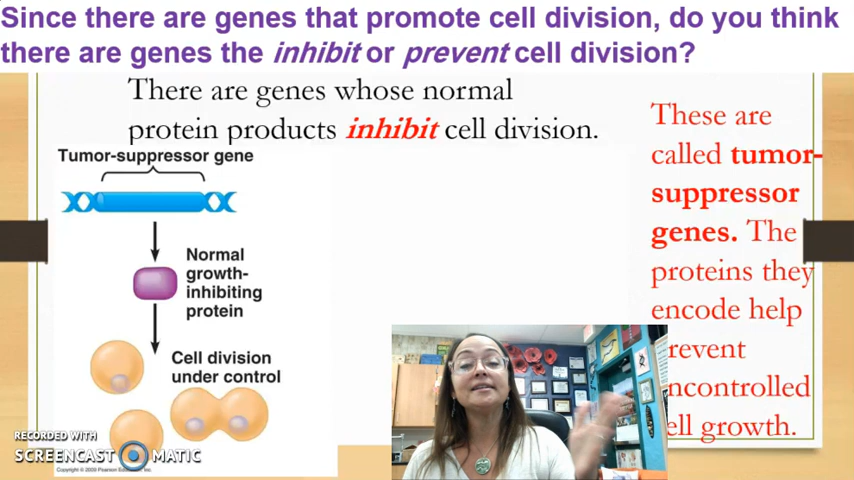 Since there are genes that promote cell division, do you think
there are genes the inhibit or prevent cell division?
There are genes whose normal
protein products inhibit cell division.
Tumor-suppressor gene
Normal
growth-
inhibiting
protein
Cell division
under control
These are
called tumor-
suppressor
genes. The
proteins they
encode help
revent
ncontrolled
ell growth.
RECORDED WITH
SCREENCAST MATIC